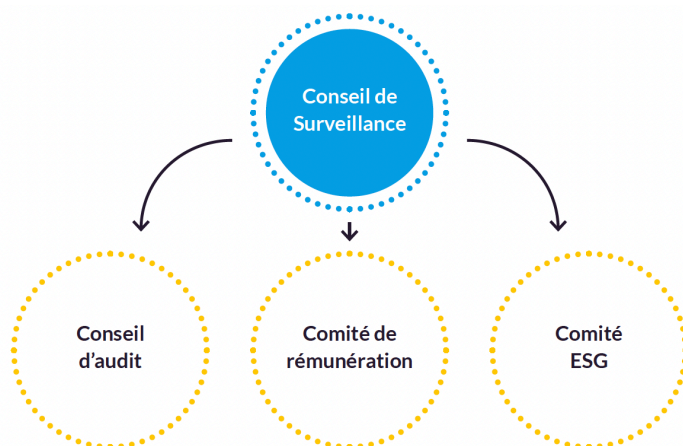 Conseil de
Surveillance
Conseil
d’audit
Comité de
rémunération
Comité
ESG